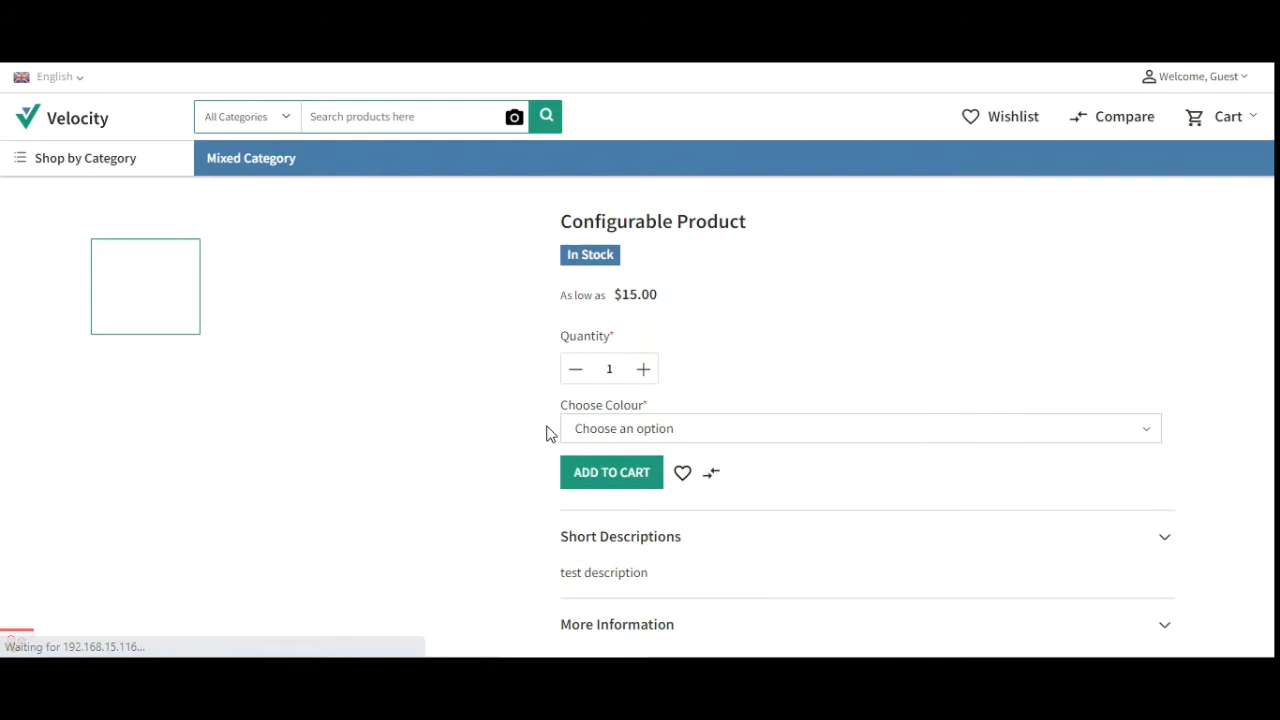 English
Welcome, Guest
Velocity
All Categories
Search products here
Wishlist
Compare
Cart
Shop by Category
Mixed Category
Configurable Product
In Stock
As low as $15.00
Quantity*
1
Choose Colour*
Choose an option
ADD TO CART
Short Descriptions
test description
More Information
Waiting for 192.168.15.116...